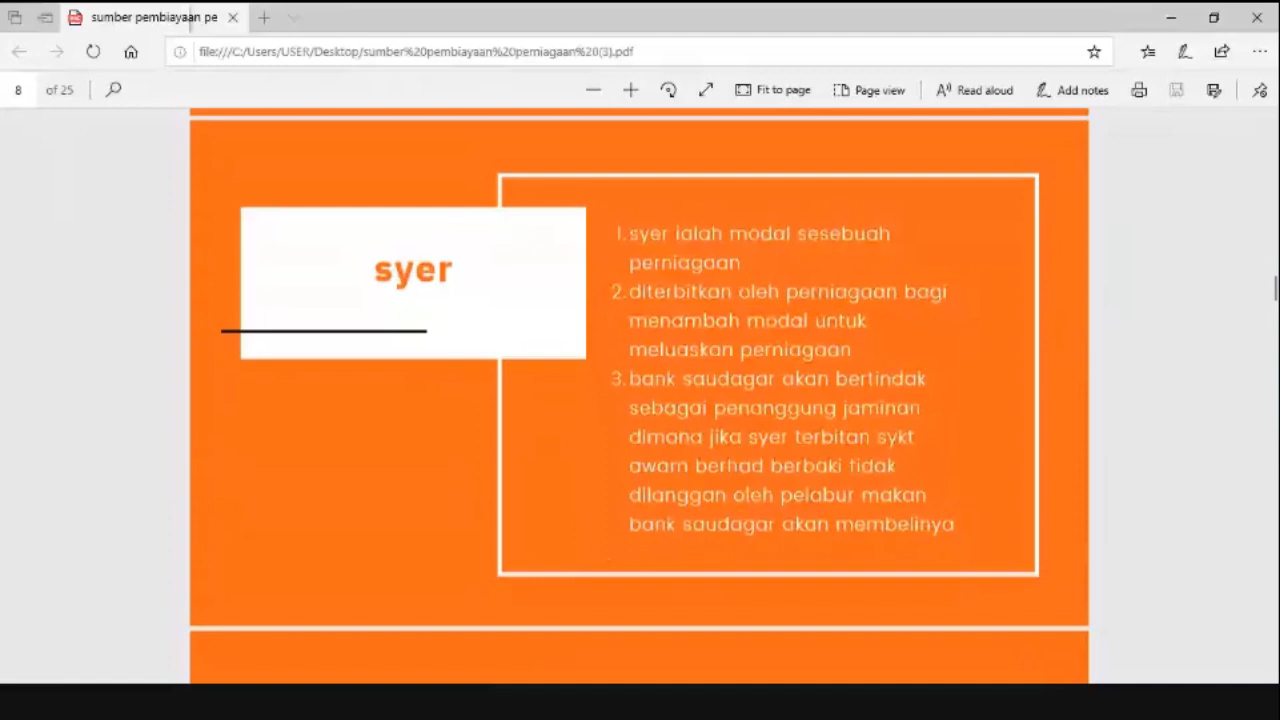 sumber pembiayaan pe
file:///C:/Users/USER/Desktop/sumber%20pembiayaan%20perniagaan%20(3).pdf
8 of 25
Fit to page
Page view
Read aloud
Add notes
syer
1. syer ialah modal sesebuah
perniagaan
2. diterbitkan oleh perniagaan bagi
menambah modal untuk
meluaskan perniagaan
3. bank saudagar akan bertindak
sebagai penanggung jaminan
dimana jika syer terbitan sykt
awam berhad berbaki tidak
dilanggan oleh pelabur makan
bank saudagar akan membelinya